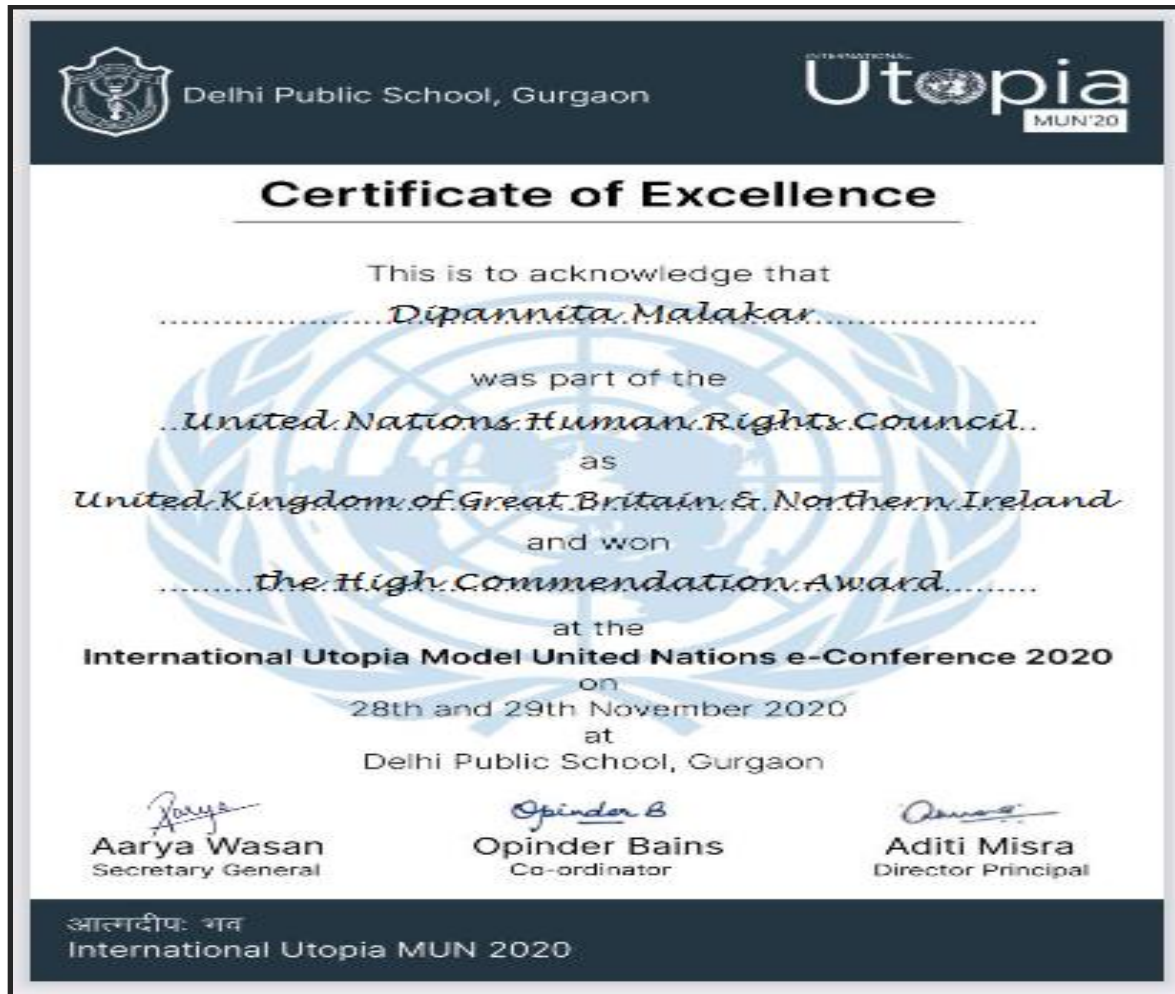 Delhi Public School, Gurgaon
INTERNATIONAL
Utopia
MUN'20
Certificate of Excellence
This is to acknowledge that
Dipannita Malakar
was part of the
United Nations Human Rights Council
as
United Kingdom of Great Britain & Northern Ireland
and won
the High Commendation Award
at the
International Utopia Model United Nations e-Conference 2020
on
28th and 29th November 2020
at
Delhi Public School, Gurgaon
Opinder B
Aarya Wasan
Opinder Bains
Aditi Misra
Secretary General
Co-ordinator
Director Principal
आत्मदीपः भव
International Utopia MUN 2020